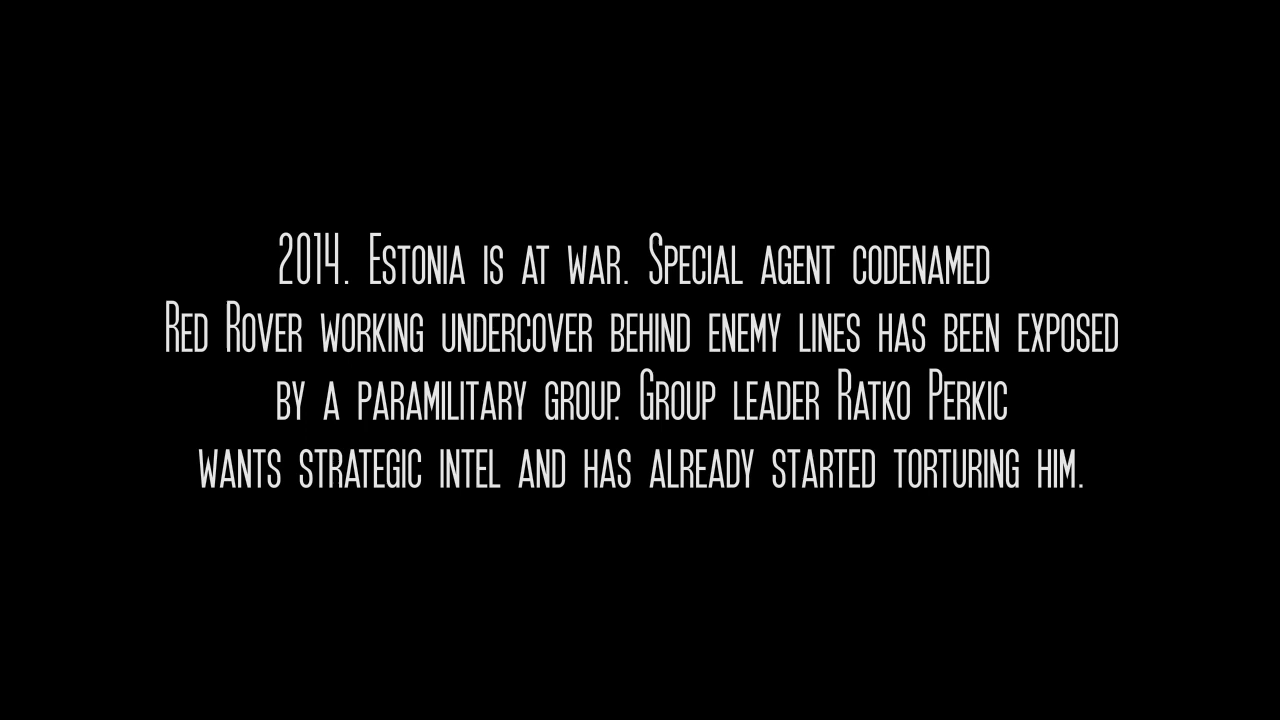 2014. Estonia is at war. Special agent codenamed
Red Rover working undercover behind enemy lines has been exposed
by a paramilitary group. Group leader Ratko Perkic
wants strategic intel and has already started torturing him.